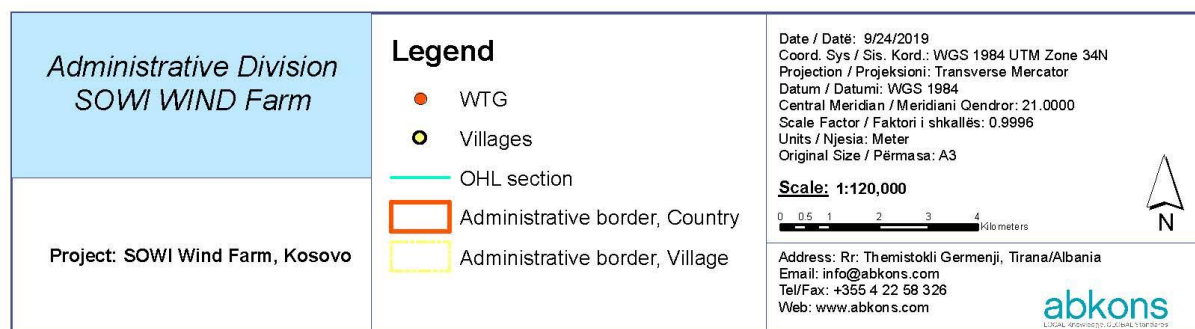 Administrative Division
SOWI WIND Farm
Project: SOWI Wind Farm, Kosovo
Legend
WTG
Villages
OHL section
Administrative border, Country
Administrative border, Village
Date / Datë: 9/24/2019
Coord. Sys / Sis. Kord.: WGS 1984 UTM Zone 34N
Projection / Projeksioni: Transverse Mercator
Datum / Datumi: WGS 1984
Central Meridian / Meridiani Qendror: 21.0000
Scale Factor / Faktori i shkallës: 0.9996
Units / Njesia: Meter
Original Size / Përmasa: A3
Scale: 1:120,000
0 0.5 1 2 3 4
Kilometers
N
Address: Rr: Themistokli Germenji, Tirana/Albania
Email: info@abkons.com
Tel/Fax: +355 4 22 58 326
Web: www.abkons.com
abkons
LOCAL Knowledge, GLOBAL Standards